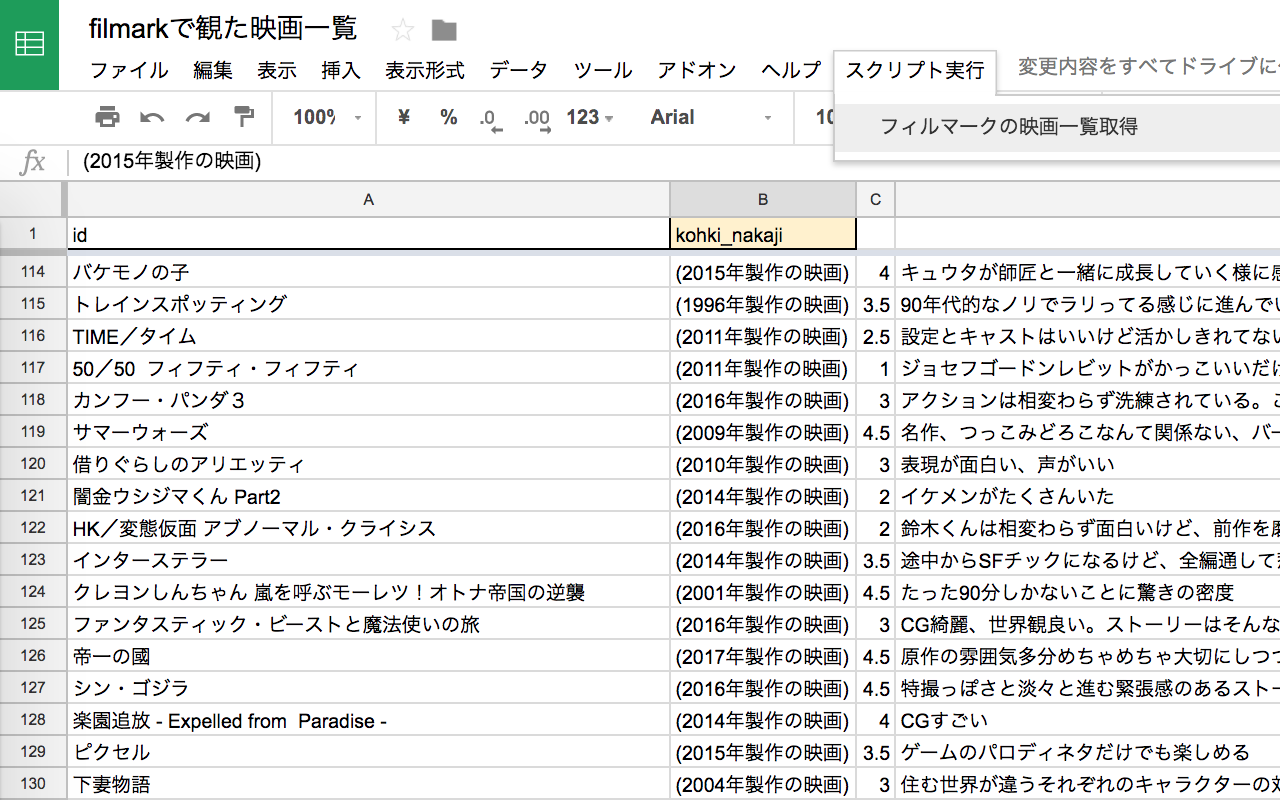 filmarkで観た映画一覧
ファイル 編集 表示 挿入 表示形式 データ ツール アドオン ヘルプ スクリプト実行 変更内容をすべてドライブに
100% ¥ % .0 .00 123 Arial 10
フィルマークの映画一覧取得
fx (2015年製作の映画)
A B C
1 id kohki_nakaji
114 バケモノの子 (2015年製作の映画) 4 キュウタが師匠と一緒に成長していく様に感
115 トレインスポッティング (1996年製作の映画) 3.5 90年代的なノリでラリってる感じに進んで
116 TIME／タイム (2011年製作の映画) 2.5 設定とキャストはいいけど活かしきれてな
117 50／50 フィフティ・フィフティ (2011年製作の映画) 1 ジョセフゴードンレビットがかっこいいだけ
118 カンフー・パンダ３ (2016年製作の映画) 3 アクションは相変わらず洗練されている。こ
119 サマーウォーズ (2009年製作の映画) 4.5 名作、つっこみどろこなんて関係ない、バー
120 借りぐらしのアリエッティ (2010年製作の映画) 3 表現が面白い、声がいい
121 闇金ウシジマくん Part2 (2014年製作の映画) 2 イケメンがたくさんいた
122 HK／変態仮面 アブノーマル・クライシス (2016年製作の映画) 2 鈴木くんは相変わらず面白いけど、前作を
123 インターステラー (2014年製作の映画) 3.5 途中からSFチックになるけど、全編通して
124 クレヨンしんちゃん 嵐を呼ぶモーレツ！オトナ帝国の逆襲 (2001年製作の映画) 4.5 たった90分しかないことに驚きの密度
125 ファンタスティック・ビーストと魔法使いの旅 (2016年製作の映画) 3 CG綺麗、世界観良い。ストーリーはそんな
126 帝一の國 (2017年製作の映画) 4.5 原作の雰囲気多分めちゃめちゃ大切にしつつ
127 シン・ゴジラ (2016年製作の映画) 4.5 特撮っぽさと淡々と進む緊張感のあるストー
128 楽園追放 - Expelled from Paradise - (2014年製作の映画) 4 CGすごい
129 ピクセル (2015年製作の映画) 3.5 ゲームのパロディネタだけでも楽しめる
130 下妻物語 (2004年製作の映画) 3 住む世界が違うそれぞれのキャラクターの